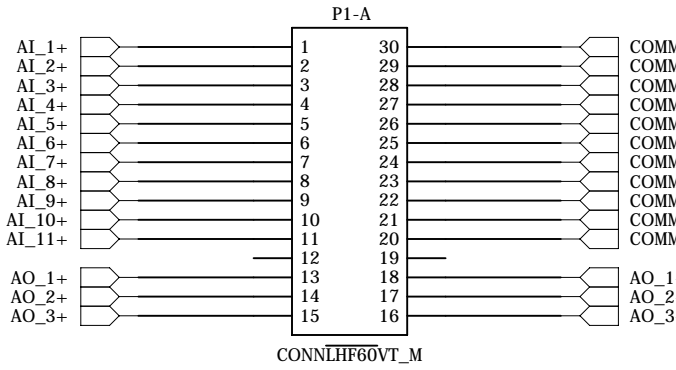 P1-A
AI_1+ 1 30 COMM
AI_2+ 2 29 COMM
AI_3+ 3 28 COMM
AI_4+ 4 27 COMM
AI_5+ 5 26 COMM
AI_6+ 6 25 COMM
AI_7+ 7 24 COMM
AI_8+ 8 23 COMM
AI_9+ 9 22 COMM
AI_10+ 10 21 COMM
AI_11+ 11 20 COMM
12 19
AO_1+ 13 18 AO_1
AO_2+ 14 17 AO_2
AO_3+ 15 16 AO_3
CONNLHF60VT_M